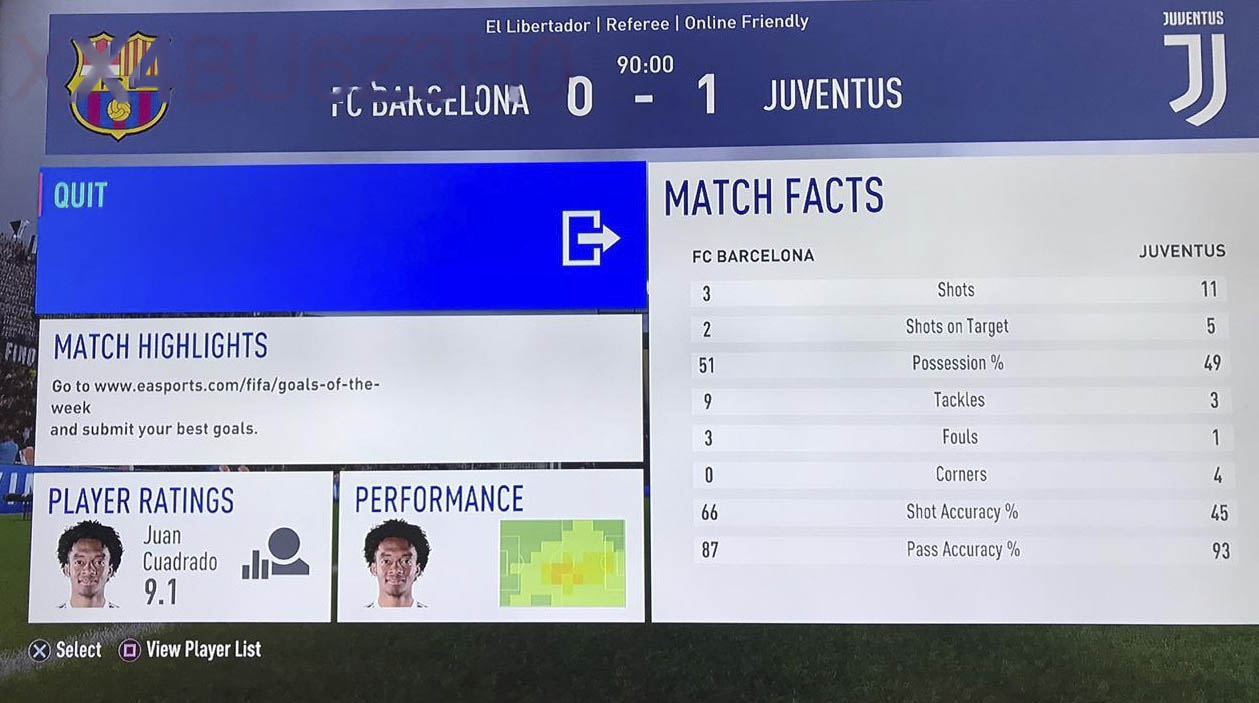 El Libertador | Referee | Online Friendly
JUVENTUS
90:00
FC BARCELONA 0 - 1 JUVENTUS
QUIT
MATCH FACTS
FC BARCELONA JUVENTUS
3 Shots 11
2 Shots on Target 5
51 Possession % 49
9 Tackles 3
3 Fouls 1
0 Corners 4
66 Shot Accuracy % 45
87 Pass Accuracy % 93
MATCH HIGHLIGHTS
Go to www.easports.com/fifa/goals-of-the-
week
and submit your best goals.
FIND
PLAYER RATINGS
Juan
Cuadrado
9.1
PERFORMANCE
Select View Player List